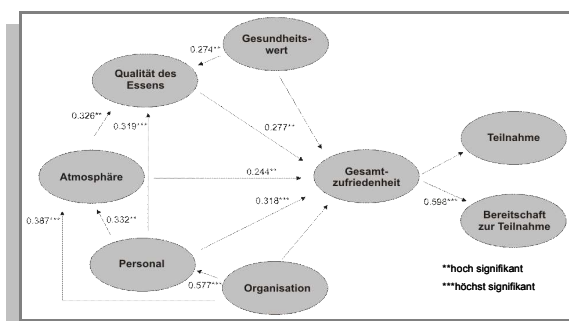 Gesundheits-
wert
0.274**
Qualität des
Essens
0.326**
0.319***
0.277**
Teilnahme
Atmosphäre
0.244**
Gesamt-
zufriedenheit
0.318***
0.598***
0.387***
0.332**
Bereitschaft
zur Teilnahme
Personal
0.577***
Organisation
**hoch signifikant
***höchst signifikant